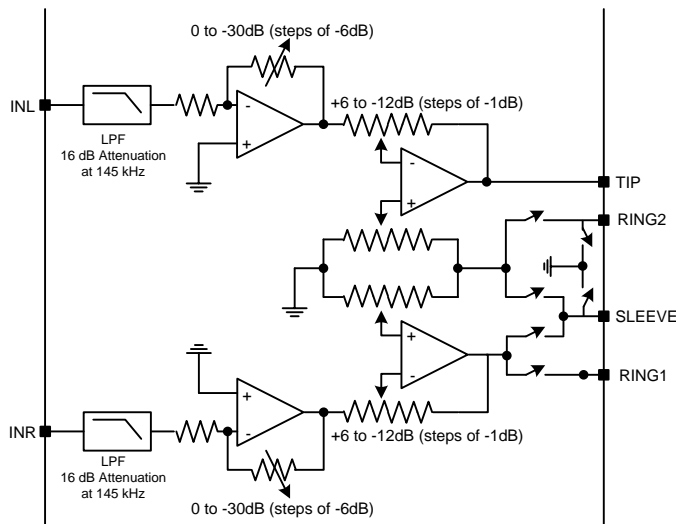 0 to -30dB (steps of -6dB)
INL
-
+
LPF
16 dB Attenuation
at 145 kHz
+6 to -12dB (steps of -1dB)
-
+
TIP
RING2
SLEEVE
+
-
RING1
+
-
INR
LPF
16 dB Attenuation
at 145 kHz
+6 to -12dB (steps of -1dB)
0 to -30dB (steps of -6dB)